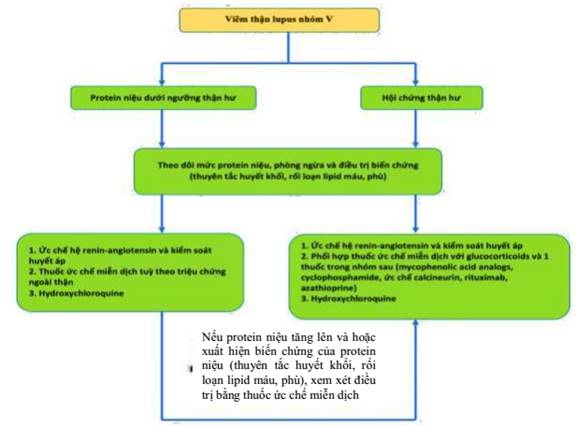 Viêm thận lupus nhóm V
Protein niệu dưới ngưỡng thận hư
Hội chứng thận hư
Theo dõi mức protein niệu, phòng ngừa và điều trị biến chứng
(thuyên tắc huyết khối, rối loạn lipid máu, phù)
1. Ức chế hệ renin-angiotensin và kiểm soát
huyết áp
2. Thuốc ức chế miễn dịch tuỳ theo triệu chứng
ngoài thận
3. Hydroxychloroquine
1. Ức chế hệ renin-angiotensin và kiểm soát huyết áp
2. Phối hợp thuốc ức chế miễn dịch với glucocorticoids và 1
thuốc trong nhóm sau (mycophenolic acid analogs,
cyclophosphamide, ức chế calcineurin, rituximab,
azathioprine)
3. Hydroxychloroquine
Nếu protein niệu tăng lên và hoặc
xuất hiện biến chứng của protein
niệu (thuyên tắc huyết khối, rối
loạn lipid máu, phù), xem xét điều
trị bằng thuốc ức chế miễn dịch